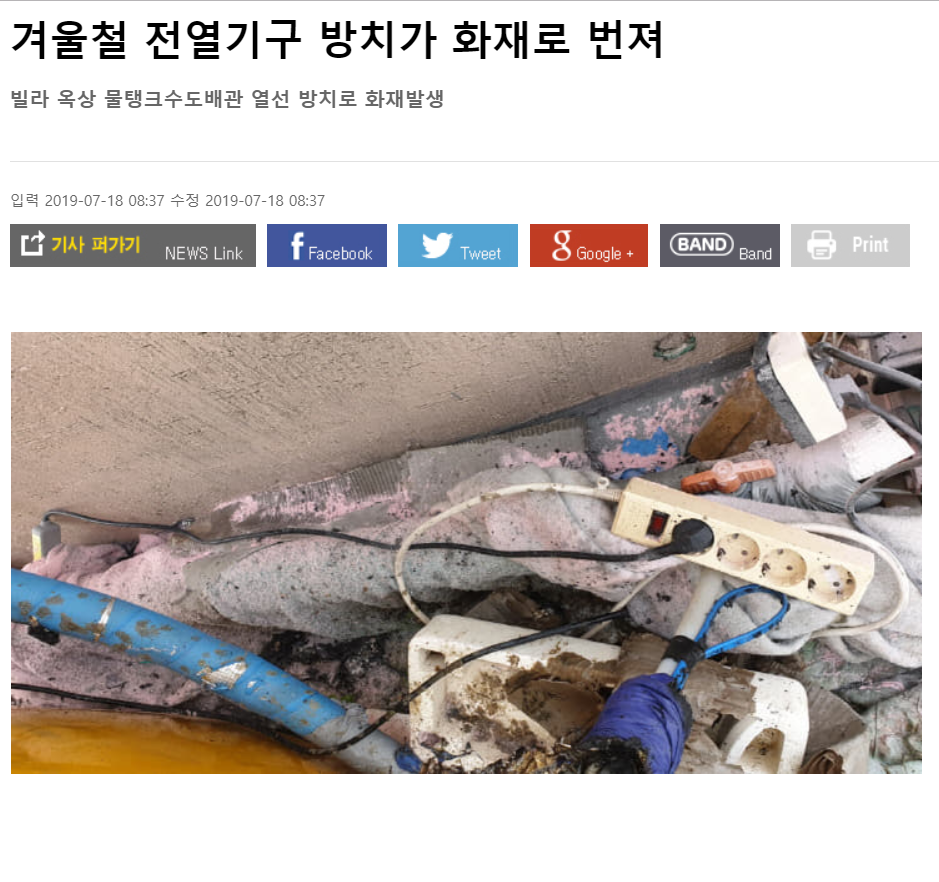 겨울철 전열기구 방치가 화재로 번져
빌라 옥상 물탱크수도배관 열선 방치로 화재발생
입력 2019-07-18 08:37 수정 2019-07-18 08:37
기사 퍼가기 NEWS Link f Facebook Tweet g Google + BAND Band Print